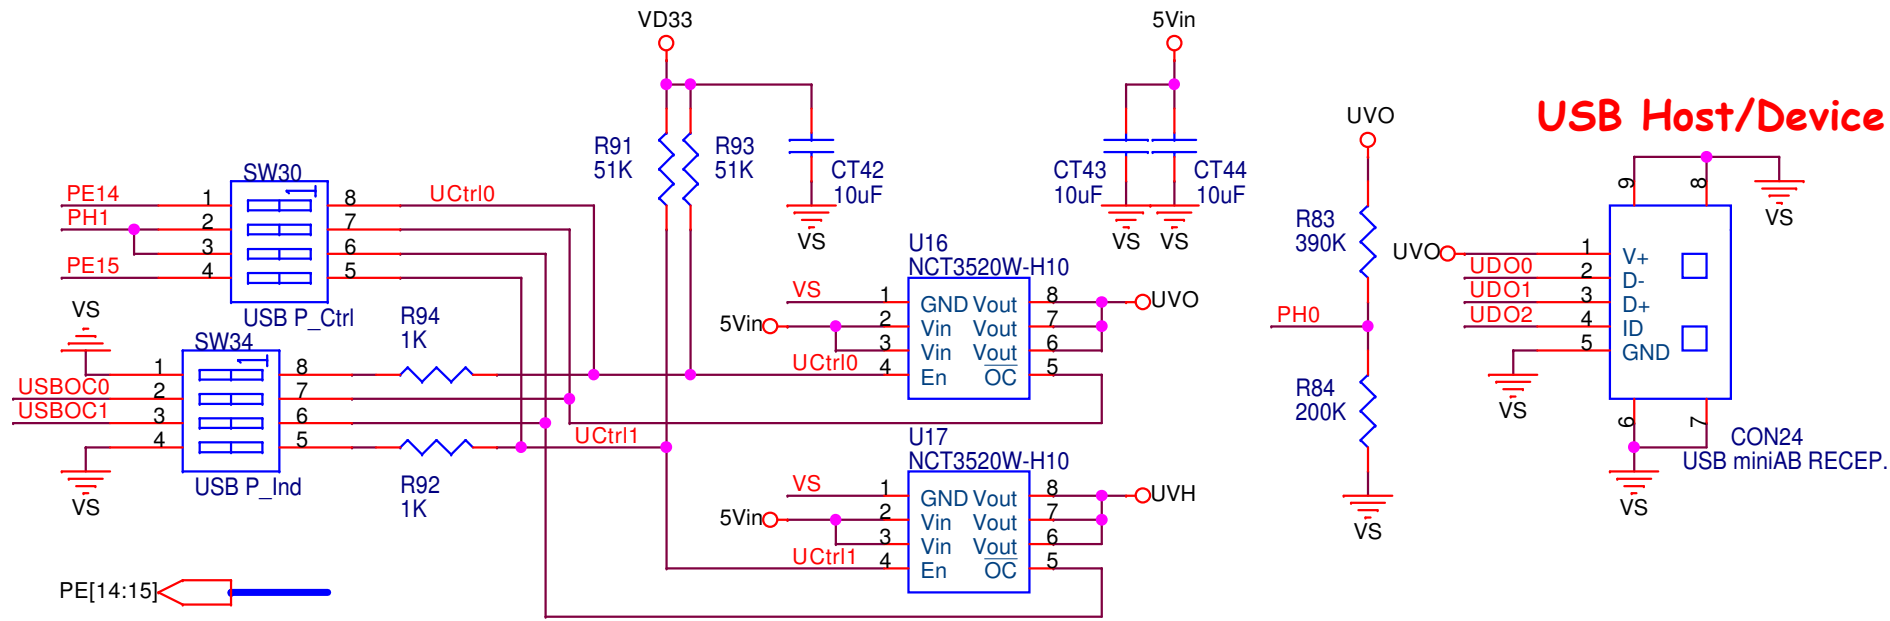 VD33
5Vin
USB Host/Device
UVO
R91
51K
R93
51K
CT42
10uF
VS
CT43
10uF
CT44
10uF
VS
VS
SW30
PE14
1
8
UCtrl0
PH1
2
7
3
6
PE15
4
5
USB P_Ctrl
1
VS
SW34
1
8
R94
1K
USBOC0
2
7
USBOC1
3
6
4
5
UCtrl1
VS
USB P_Ind
1
R92
1K
U16
NCT3520W-H10
VS
1
GND
Vout
8
UVO
5Vin
2
Vin
Vout
7
3
Vin
Vout
6
UCtrl0
4
En
OC
5
U17
NCT3520W-H10
VS
1
GND
Vout
8
UVH
5Vin
2
Vin
Vout
7
3
Vin
Vout
6
UCtrl1
4
En
OC
5
R83
390K
PH0
R84
200K
VS
9
8
VS
UVO
1
V+
UDO0
2
D-
UDO1
3
D+
UDO2
4
ID
5
GND
VS
6
7
CON24
USB miniAB RECEP.
VS
PE[14:15]